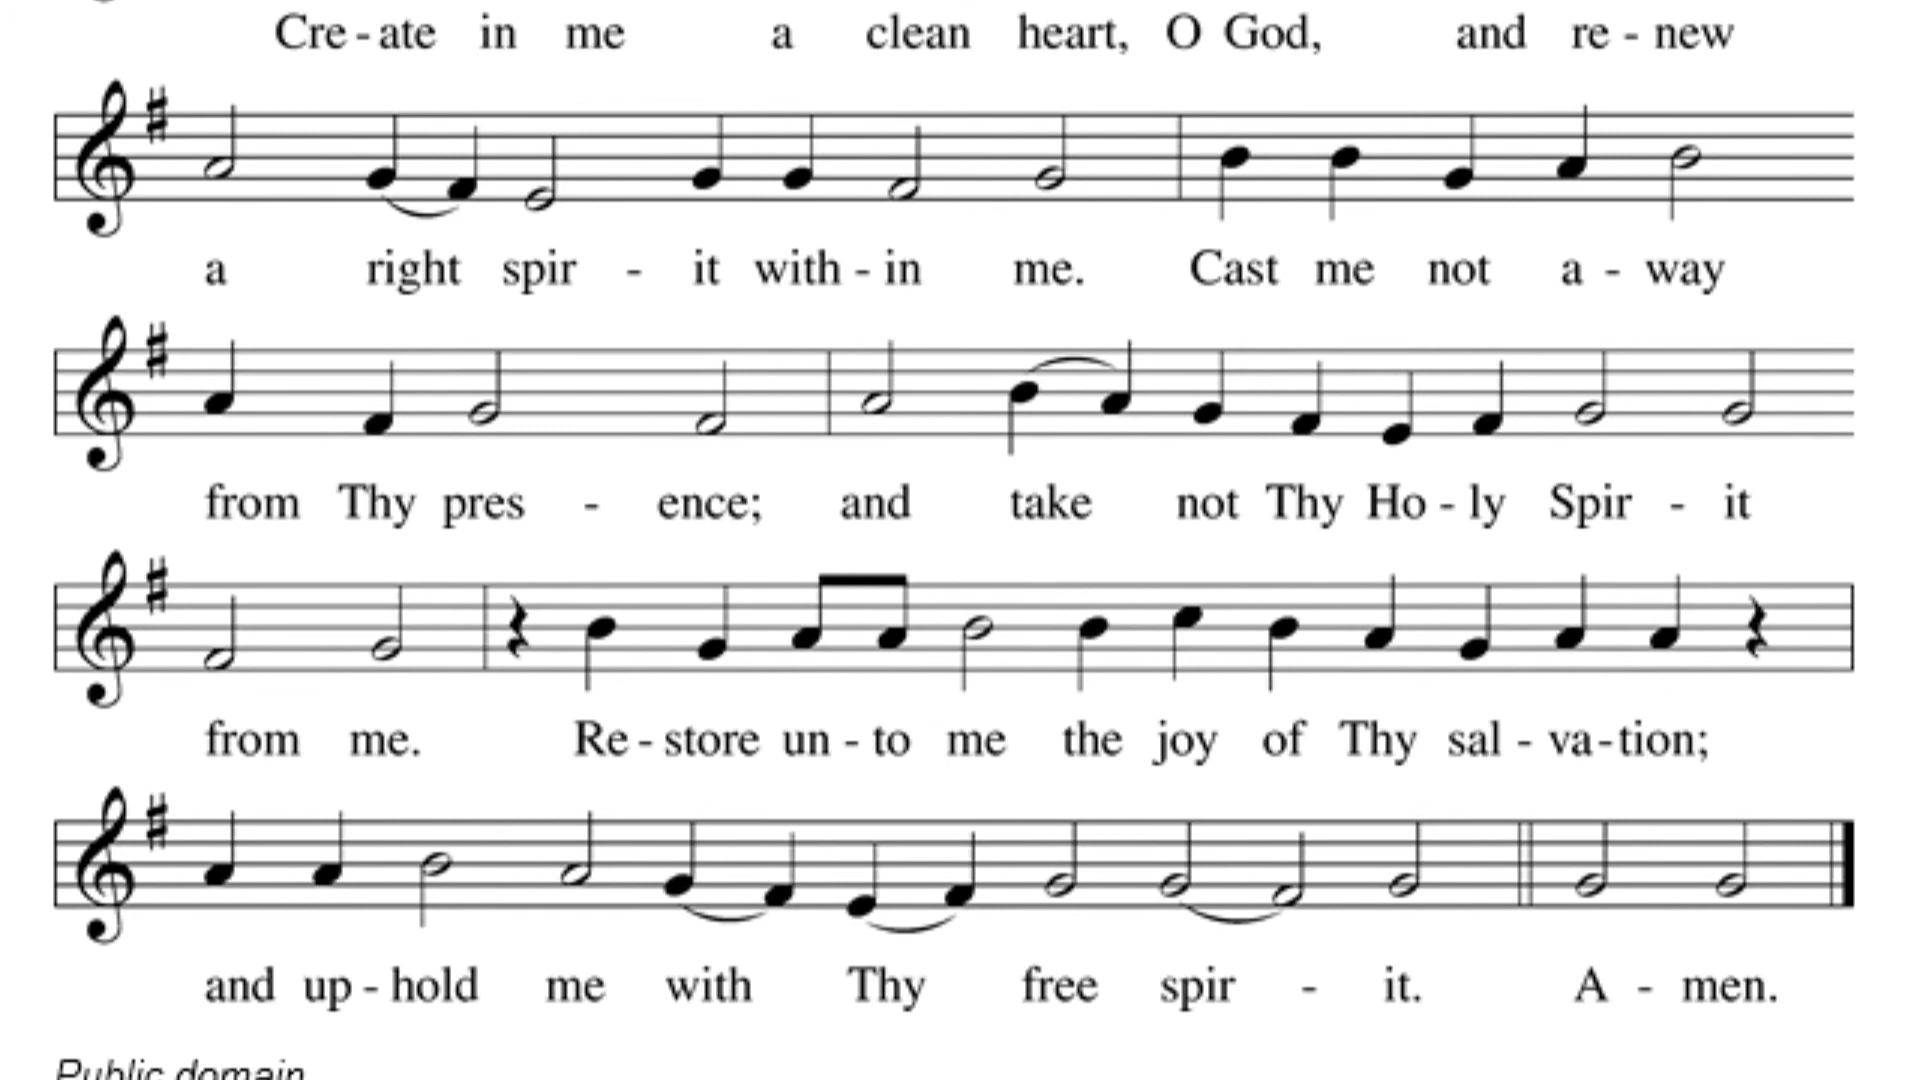 Cre - ate in me a clean heart, O God, and re - new
a right spir - it with - in me. Cast me not a - way
from Thy pres - ence; and take not Thy Ho - ly Spir - it
from me. Re - store un - to me the joy of Thy sal - va - tion;
and up - hold me with Thy free spir - it. A - men.
Public domain